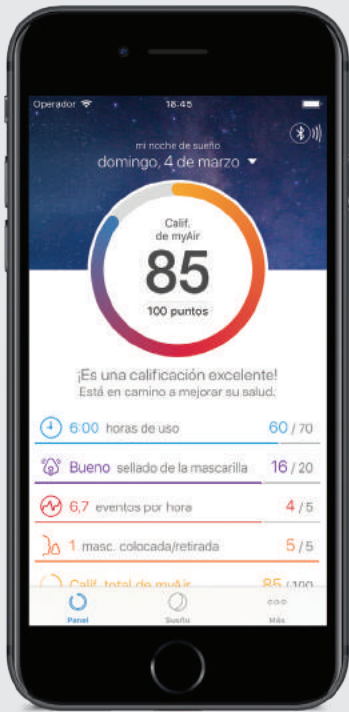 Operador 18:45
mi noche de sueño
domingo, 4 de marzo
Calif.
de myAir
85
100 puntos
¡Es una calificación excelente!
Está en camino a mejorar su salud.
6:00 horas de uso 60 / 70
Bueno sellado de la mascarilla 16 / 20
6,7 eventos por hora 4 / 5
1 masc. colocada/retirada 5 / 5
Calif. total de myAir 85 / 100
Panel Sueño Más